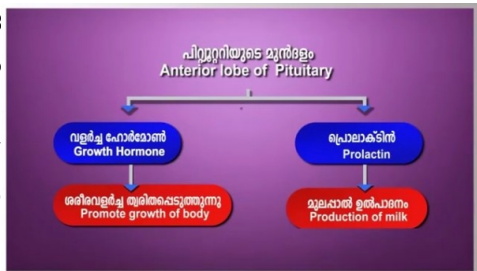 പിറ്റ്യൂറ്ററിയുടെ മുൻദളം
Anterior lobe of Pituitary
വളർച്ച ഹോർമോൺ
Growth Hormone
പ്രൊലാക്ടിൻ
Prolactin
ശരീരവളർച്ച ത്വരിതപ്പെടുത്തുന്നു
Promote growth of body
മുലപ്പാൽ ഉൽപാദനം
Production of milk